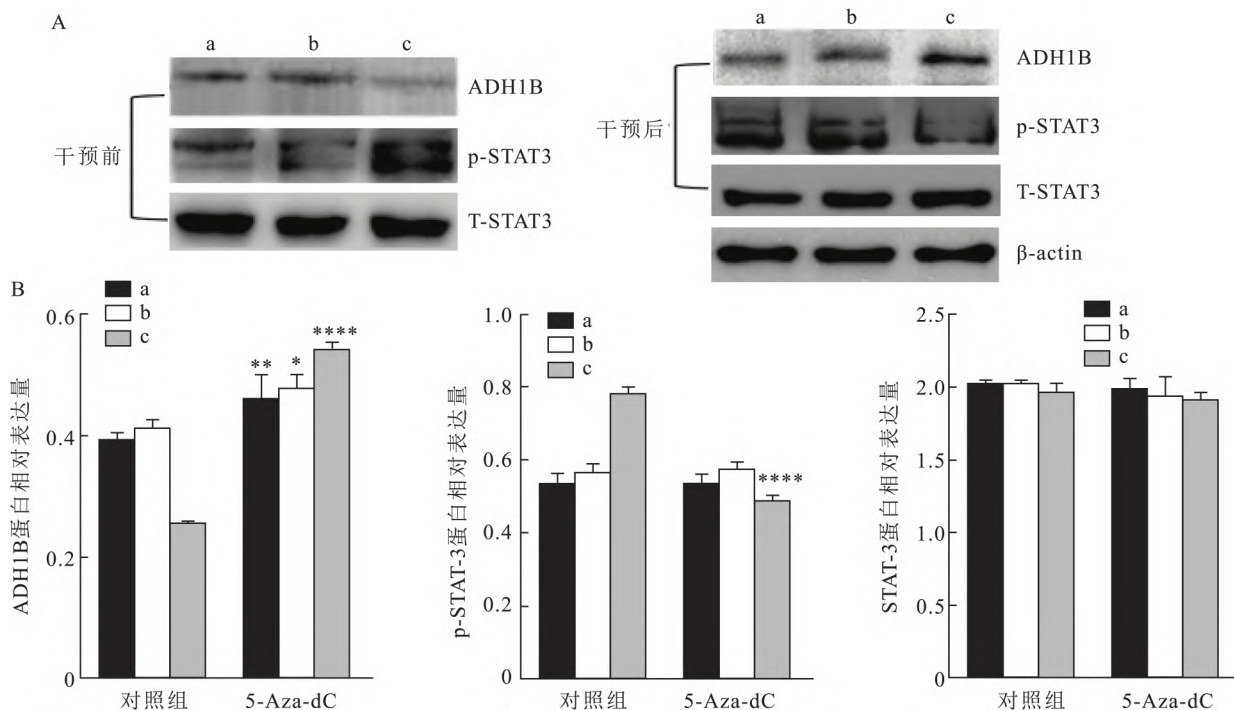 A
a b c
ADH1B
干预前
p-STAT3
T-STAT3
a b c
ADH1B
干预后
p-STAT3
T-STAT3
β-actin
B
a
b
c
0.6
0.4
0.2
0
ADH1B蛋白相对表达量
** * ****
对照组 5-Aza-dC
a
b
c
1.0
0.8
0.6
0.4
0.2
0
p-STAT-3蛋白相对表达量
****
对照组 5-Aza-dC
a
b
c
2.5
2.0
1.5
1.0
0.5
0
STAT-3蛋白相对表达量
对照组 5-Aza-dC